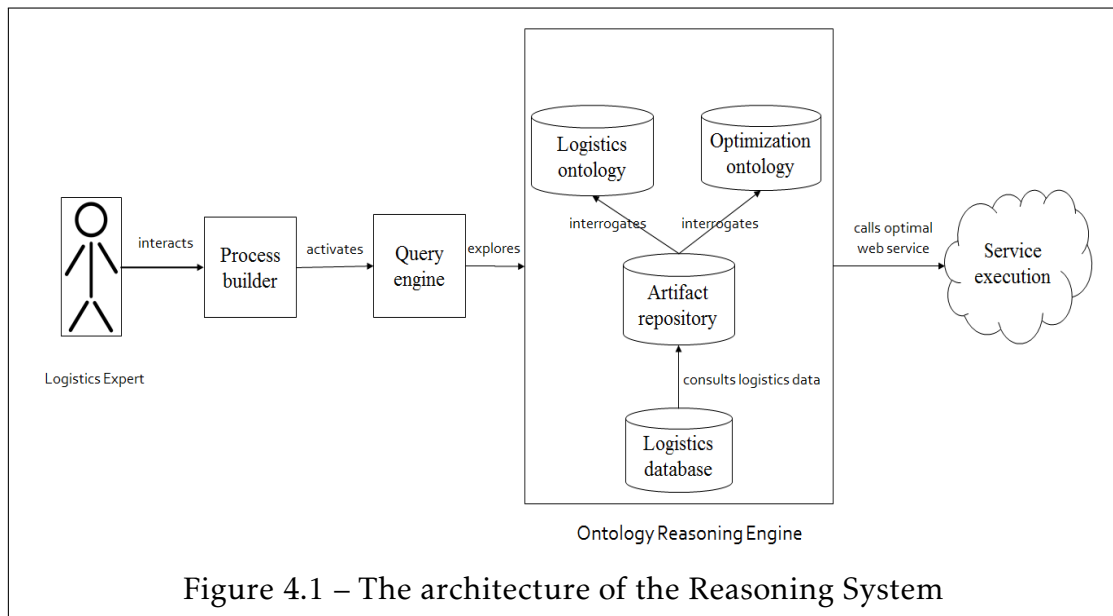 Logistics
ontology
Optimization
ontology
interrogates
interrogates
interacts
Process
builder
activates
Query
engine
explores
Artifact
repository
calls optimal
web service
Service
execution
Logistics Expert
consults logistics data
Logistics
database
Ontology Reasoning Engine
Figure 4.1 – The architecture of the Reasoning System